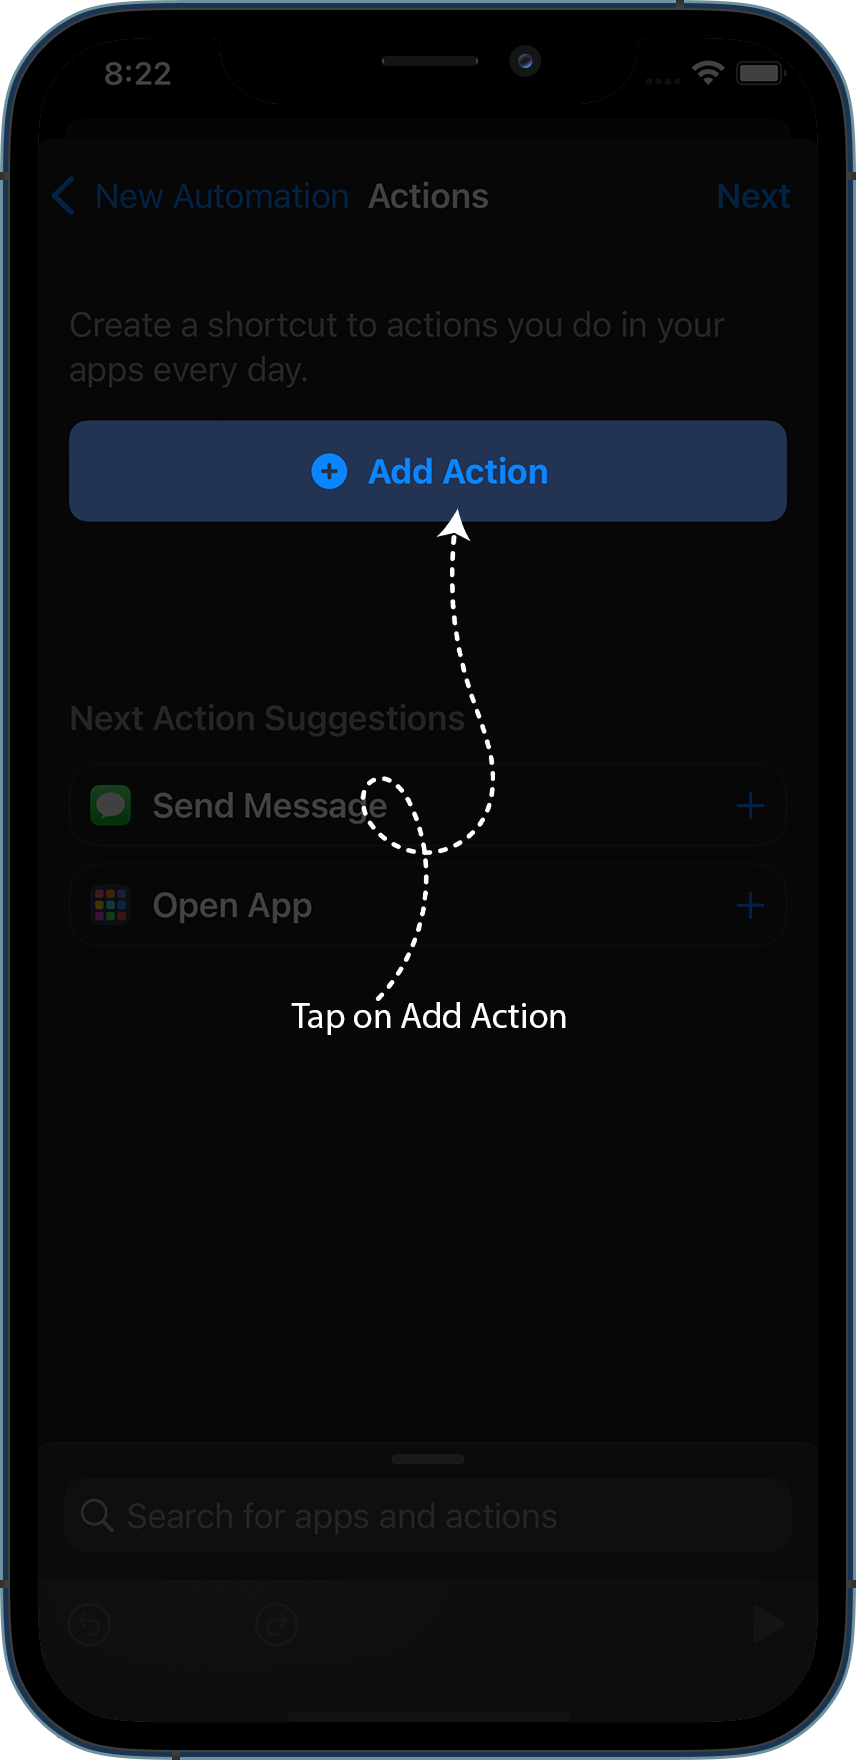 8:22
New Automation Actions Next
Create a shortcut to actions you do in your
apps every day.
Add Action
Next Action Suggestions
Send Message
Open App
Tap on Add Action
Search for apps and actions